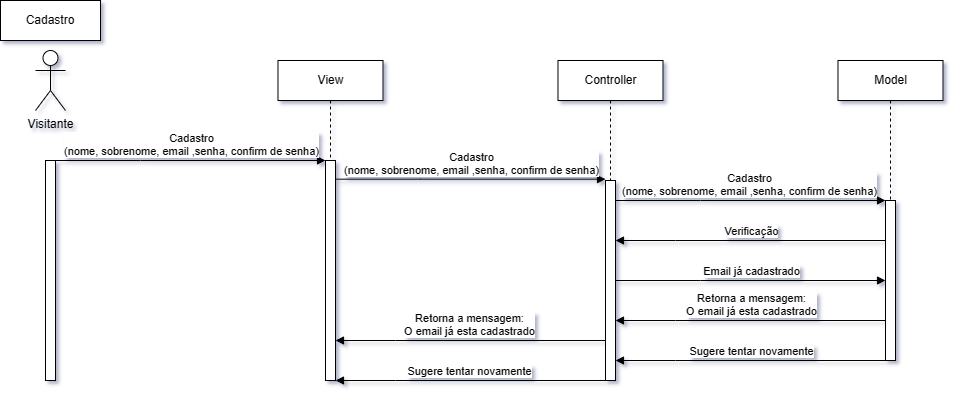 Cadastro
Visitante
View
Controller
Model
Cadastro
(nome, sobrenome, email ,senha, confirm de senha)
Cadastro
(nome, sobrenome, email ,senha, confirm de senha)
Cadastro
(nome, sobrenome, email ,senha, confirm de senha)
Verificação
Email já cadastrado
Retorna a mensagem:
O email já esta cadastrado
Retorna a mensagem:
O email já esta cadastrado
Sugere tentar novamente
Sugere tentar novamente